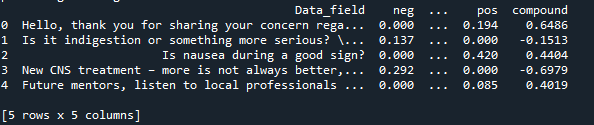 Data_field neg ... pos compound
0 Hello, thank you for sharing your concern rega... 0.000 ... 0.194 0.6486
1 Is it indigestion or something more serious? \... 0.137 ... 0.000 -0.1513
2 Is nausea during a good sign? 0.000 ... 0.420 0.4404
3 New CNS treatment – more is not always better,... 0.292 ... 0.000 -0.6979
4 Future mentors, listen to local professionals ... 0.000 ... 0.085 0.4019
[5 rows x 5 columns]